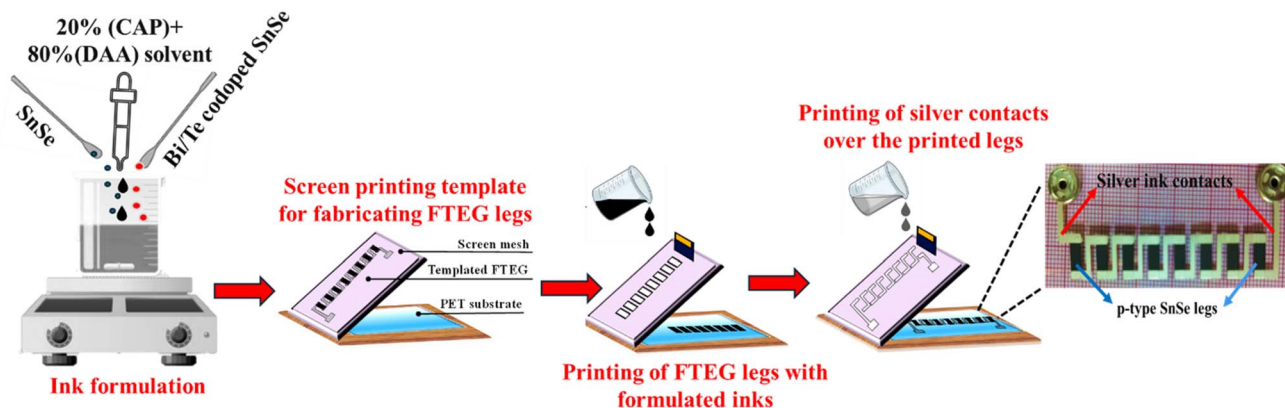 20% (CAP)+
80%(DAA) solvent
SnSe
Bi/Te codoped SnSe
Ink formulation
Screen printing template
for fabricating FTEG legs
Screen mesh
Templated FTEG
PET substrate
Printing of FTEG legs with
formulated inks
Printing of silver contacts
over the printed legs
Silver ink contacts
p-type SnSe legs